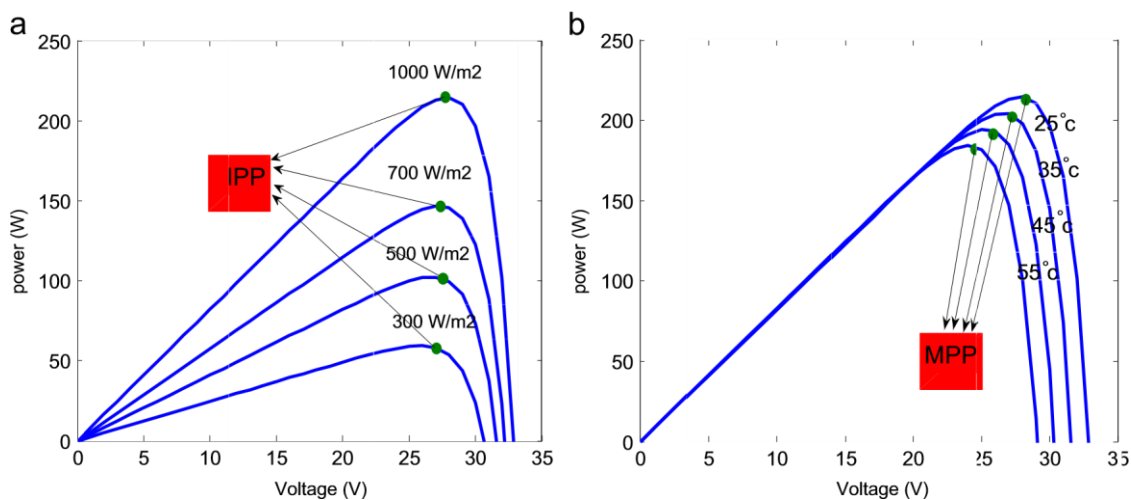 a
250
200
150
100
50
0
power (W)
0 5 10 15 20 25 30 35
Voltage (V)
1000 W/m2
700 W/m2
500 W/m2
300 W/m2
IPP
b
250
200
150
100
50
0
power (W)
0 5 10 15 20 25 30 35
Voltage (V)
25°c
35°c
45°c
55°c
MPP